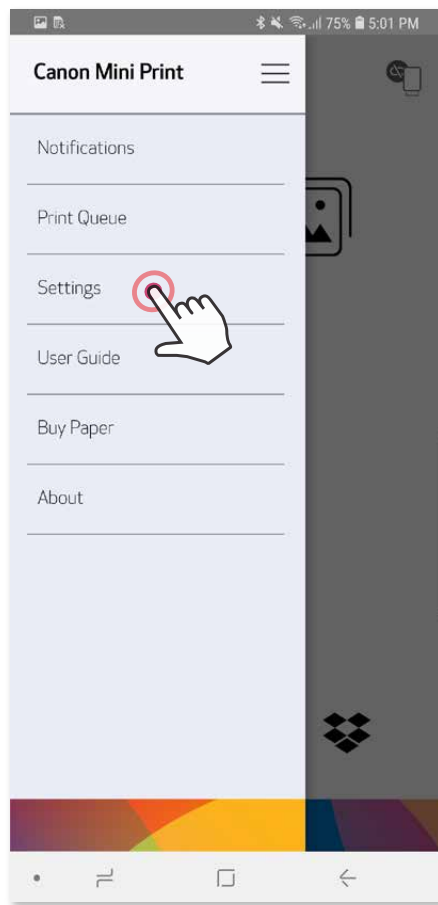 75% 5:01 PM
Canon Mini Print
Notifications
Print Queue
Settings
User Guide
Buy Paper
About